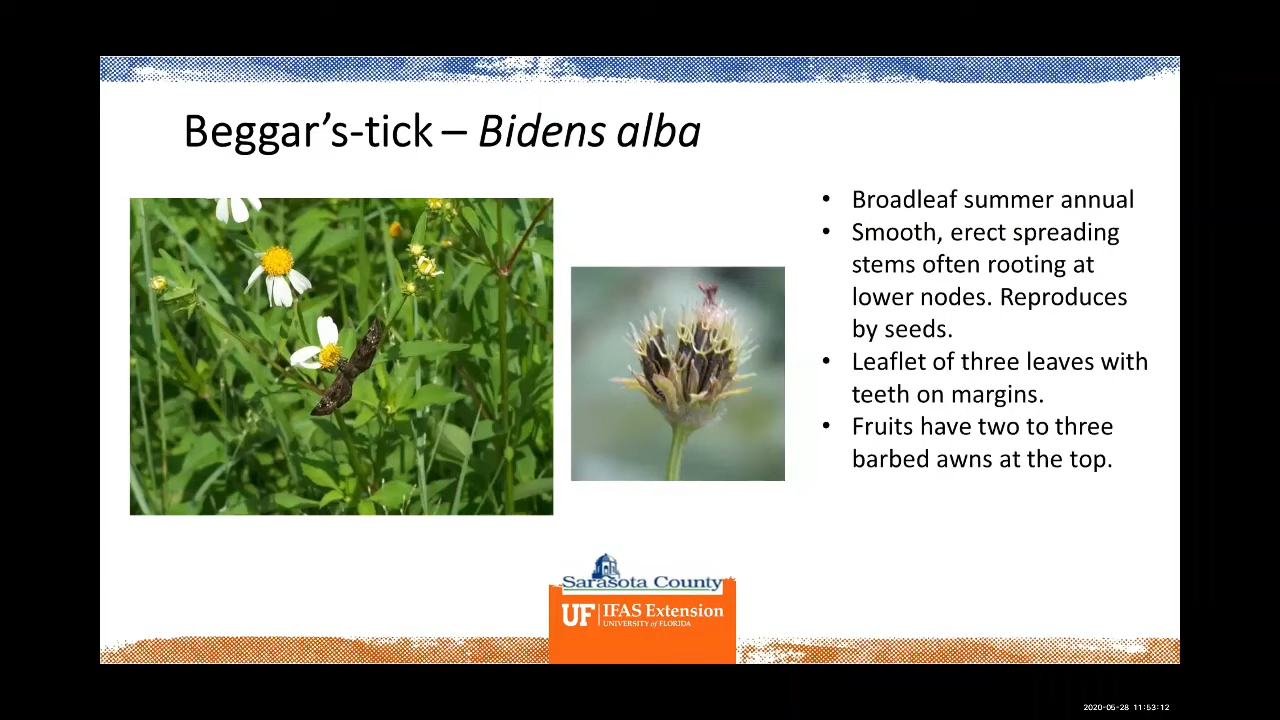 Beggar’s-tick – Bidens alba
• Broadleaf summer annual
• Smooth, erect spreading
stems often rooting at
lower nodes. Reproduces
by seeds.
• Leaflet of three leaves with
teeth on margins.
• Fruits have two to three
barbed awns at the top.
Sarasota County
UF IFAS Extension
UNIVERSITY of FLORIDA
2020-05-28 11:53:12